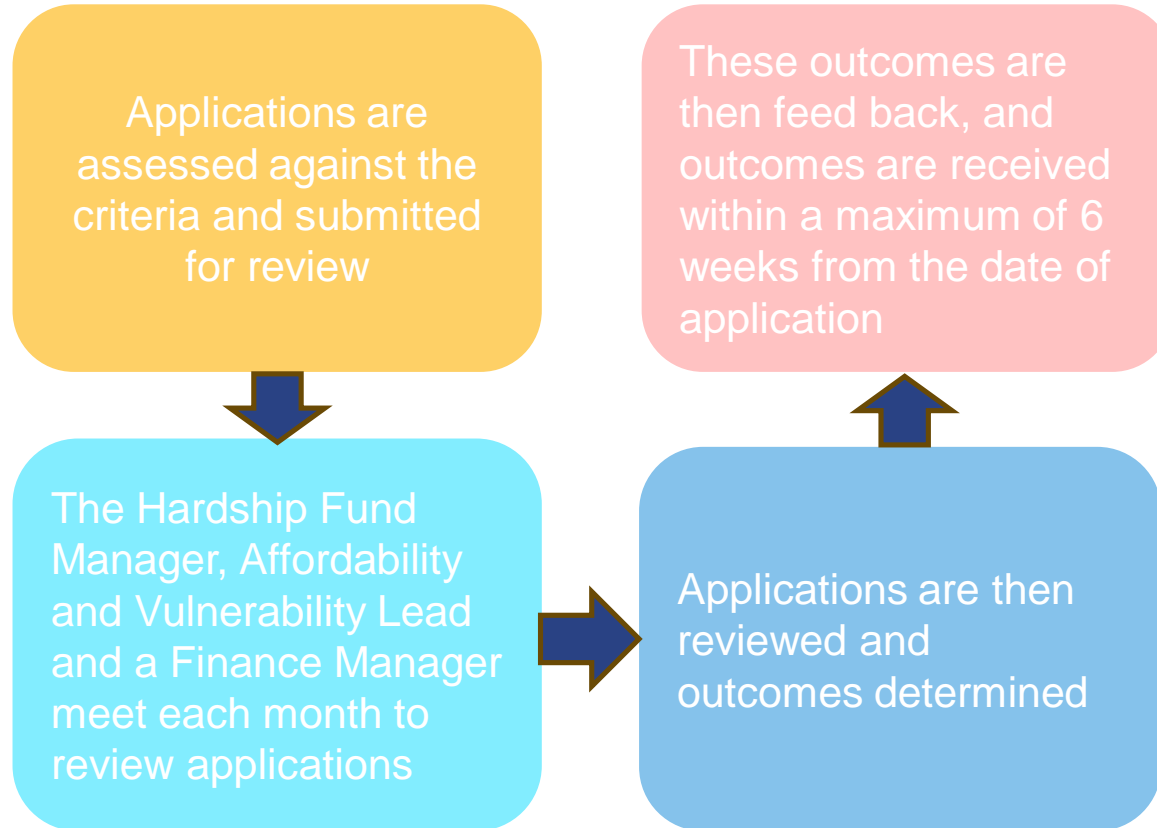 Applications are
assessed against the
criteria and submitted
for review
The Hardship Fund
Manager, Affordability
and Vulnerability Lead
and a Finance Manager
meet each month to
review applications
Applications are then
reviewed and
outcomes determined
These outcomes are
then feed back, and
outcomes are received
within a maximum of 6
weeks from the date of
application